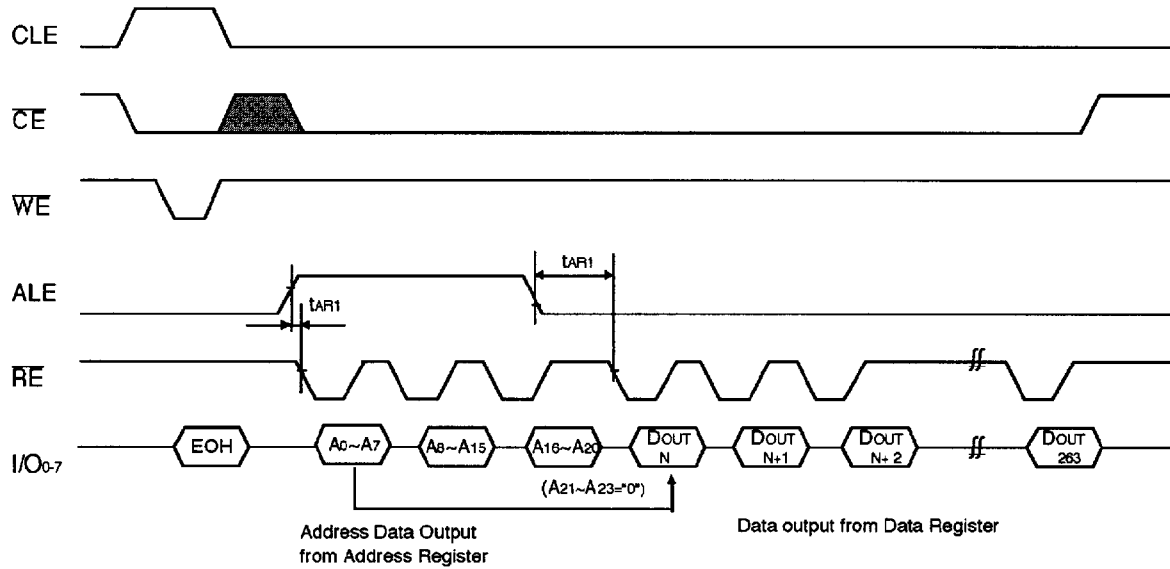 CLE
CE
WE
ALE
tAR1
tAR1
RE
I/O0-7
EOH
A0~A7
A8~A15
A16~A20
DOUT N
DOUT N+1
DOUT N+2
DOUT 263
(A21~A23="0")
Address Data Output
from Address Register
Data output from Data Register